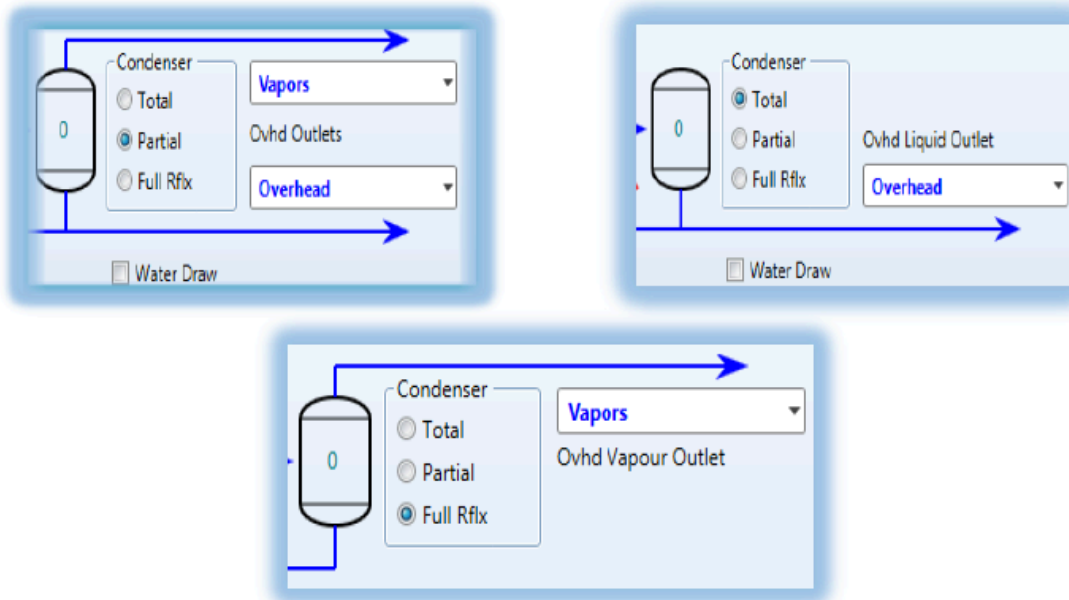 Condenser
Total
Partial
Full Rflx
Vapors
Ovhd Outlets
Overhead
Water Draw
0
Condenser
Total
Partial
Full Rflx
Ovhd Liquid Outlet
Overhead
Water Draw
0
Condenser
Total
Partial
Full Rflx
Vapors
Ovhd Vapour Outlet
0